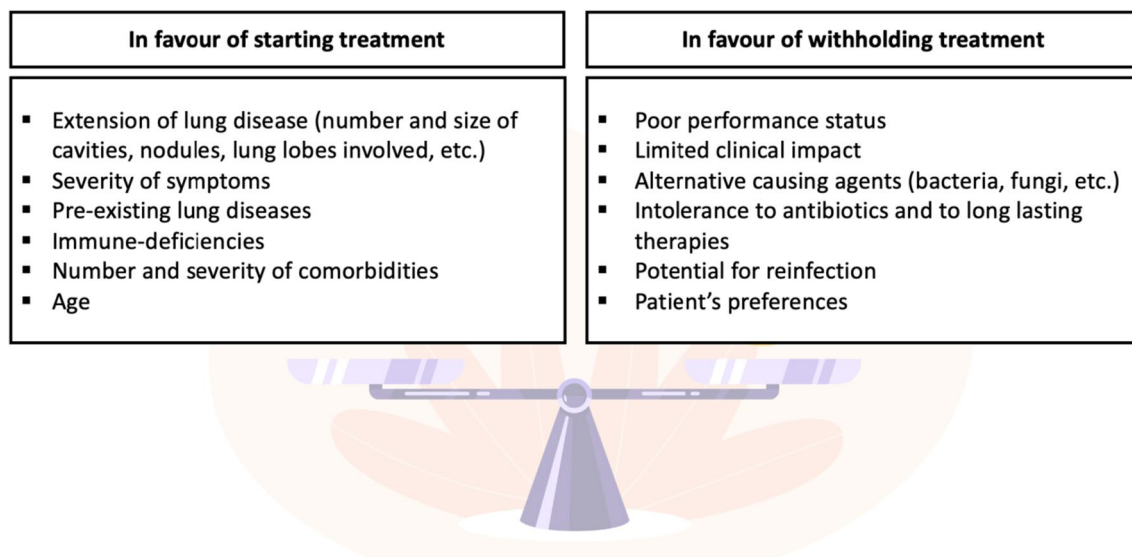 In favour of starting treatment
▪ Extension of lung disease (number and size of
cavities, nodules, lung lobes involved, etc.)
▪ Severity of symptoms
▪ Pre-existing lung diseases
▪ Immune-deficiencies
▪ Number and severity of comorbidities
▪ Age
In favour of withholding treatment
▪ Poor performance status
▪ Limited clinical impact
▪ Alternative causing agents (bacteria, fungi, etc.)
▪ Intolerance to antibiotics and to long lasting
therapies
▪ Potential for reinfection
▪ Patient’s preferences